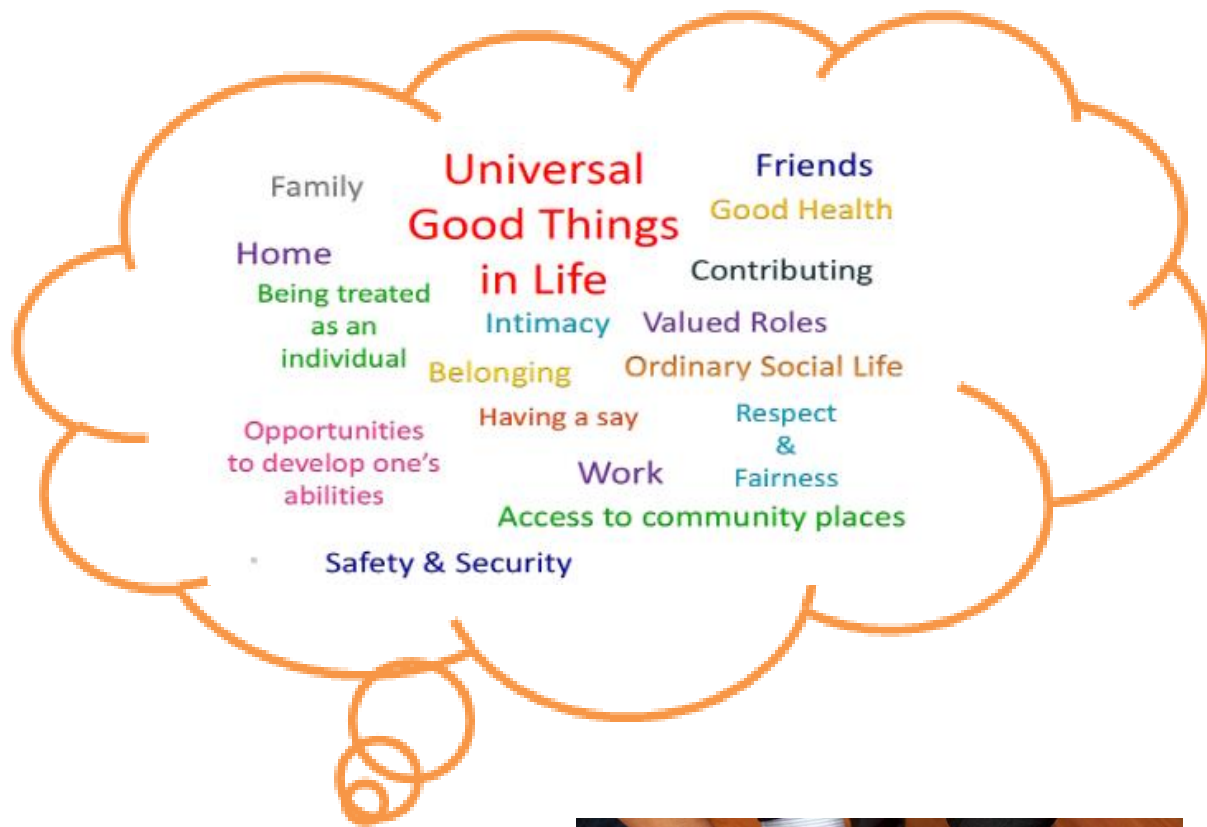 Universal
Good Things
in Life
Family
Friends
Good Health
Home
Contributing
Being treated
as an
individual
Intimacy
Valued Roles
Belonging
Ordinary Social Life
Having a say
Respect
&
Fairness
Opportunities
to develop one's
abilities
Work
Access to community places
Safety & Security